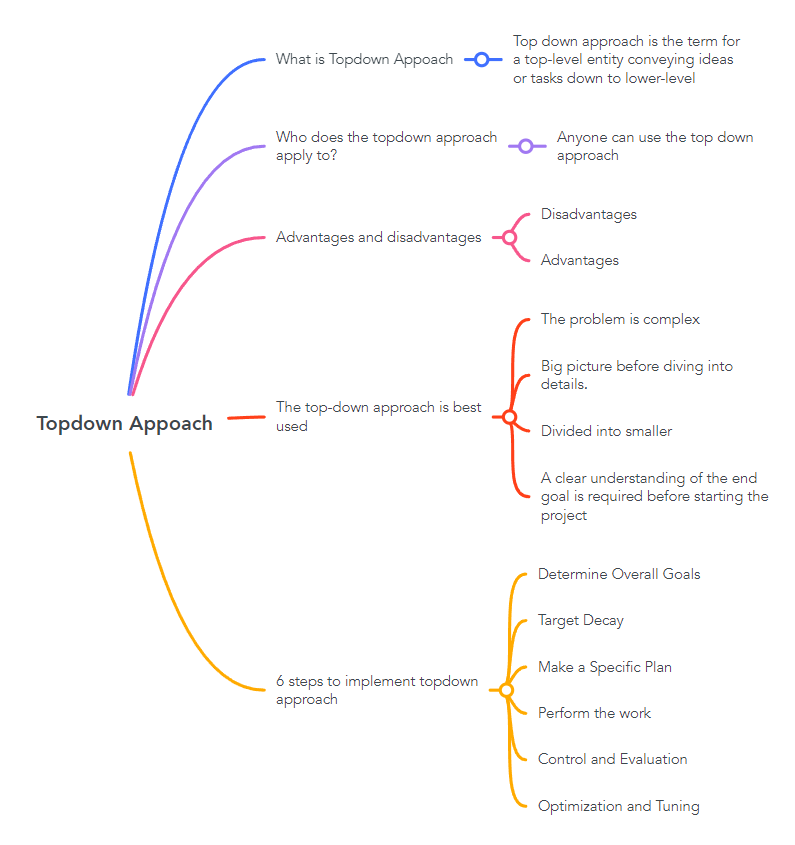 What is Topdown Appoach
Top down approach is the term for
a top-level entity conveying ideas
or tasks down to lower-level
Who does the topdown approach
apply to?
Anyone can use the top down
approach
Advantages and disadvantages
Disadvantages
Advantages
Topdown Appoach
The top-down approach is best
used
The problem is complex
Big picture before diving into
details.
Divided into smaller
A clear understanding of the end
goal is required before starting the
project
6 steps to implement topdown
approach
Determine Overall Goals
Target Decay
Make a Specific Plan
Perform the work
Control and Evaluation
Optimization and Tuning